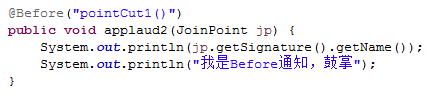 @Before("pointCut1()")
public void applaud2(JoinPoint jp) {
    System.out.println(jp.getSignature().getName());
    System.out.println("我是Before通知，鼓掌");
}